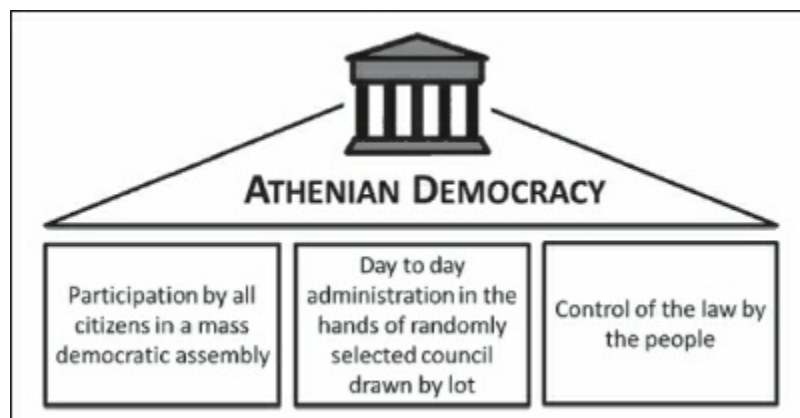 ATHENIAN DEMOCRACY
Participation by all
citizens in a mass
democratic assembly
Day to day
administration in the
hands of randomly
selected council
drawn by lot
Control of the law by
the people